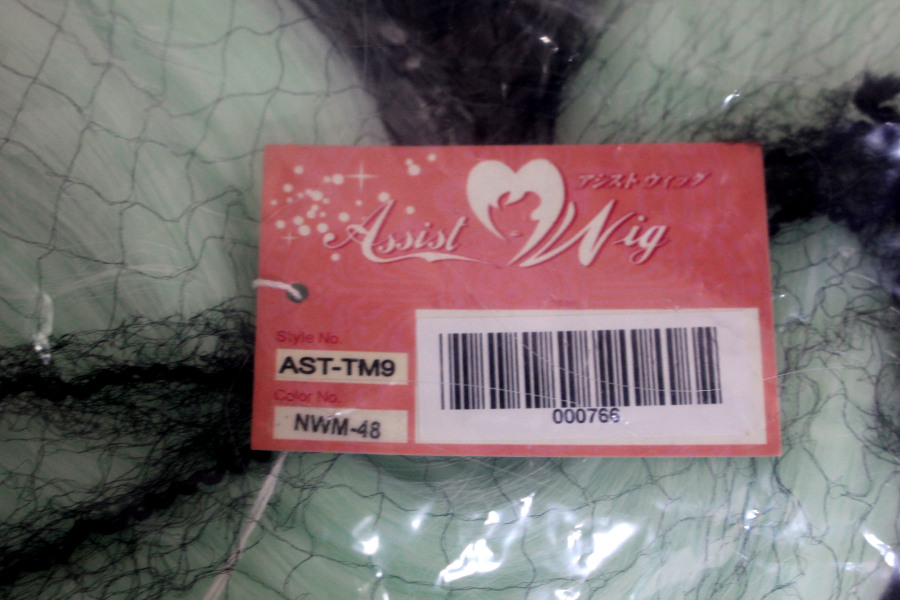 アシストウィッグ
Assist Wig
Style No.
AST-TM9
Color No.
NWM-48
000766